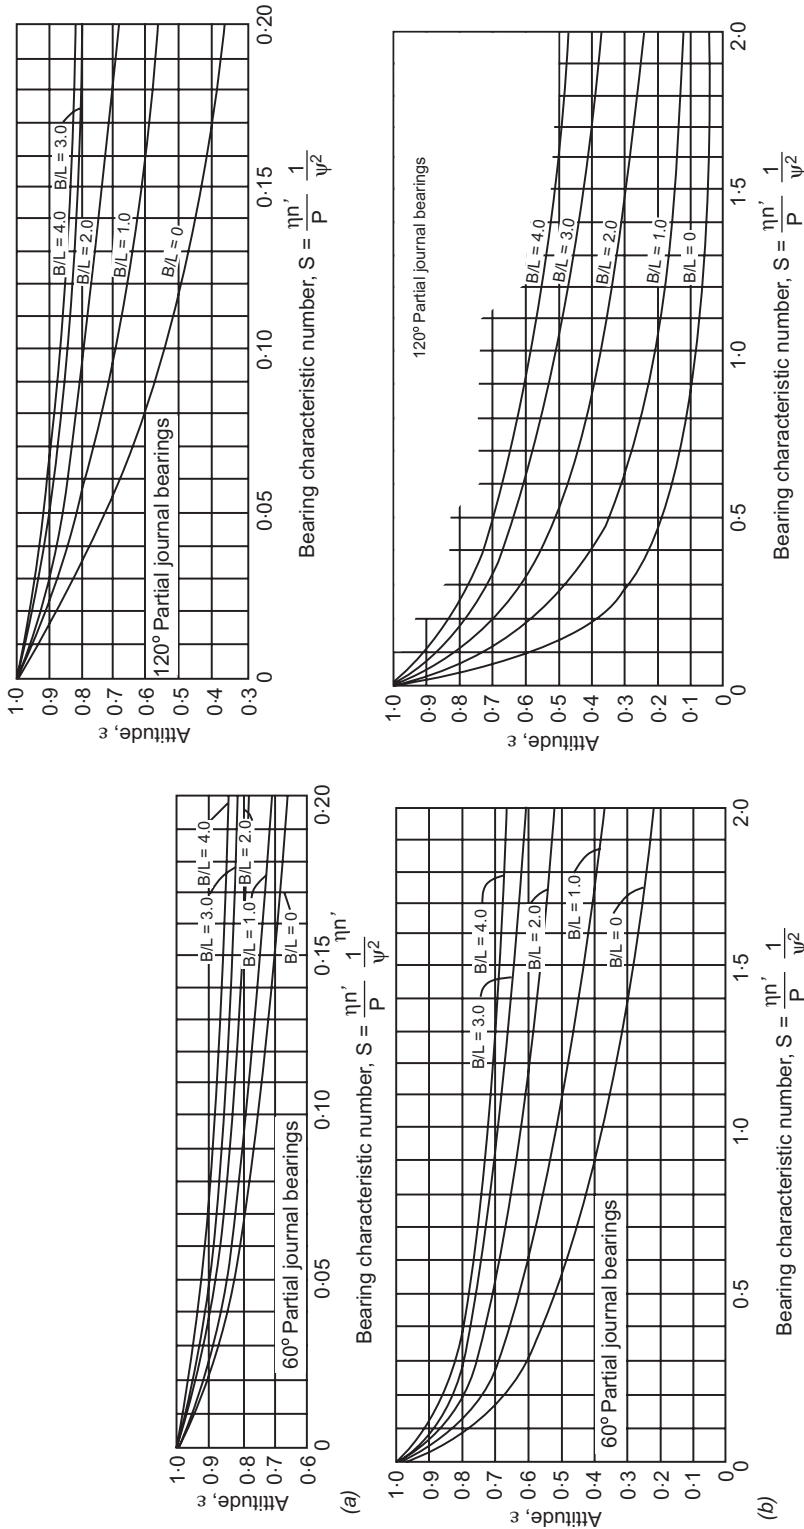 1·0
0·9
0·8
0·7
0·6
Attitude, ε
B/L = 4.0
B/L = 3.0
B/L = 2.0
B/L = 1.0
B/L = 0
60º Partial journal bearings
0
0·05
0·10
0·15
0·20
ηn'
Bearing characteristic number, S = ηn'/P 1/ψ²
(a)
1·0
0·9
0·8
0·7
0·6
0·5
0·4
0·3
Attitude, ε
B/L = 3.0
B/L = 4.0
B/L = 2.0
B/L = 1.0
B/L = 0
120º Partial journal bearings
0
0·05
0·10
0·15
0·20
Bearing characteristic number, S = ηn'/P 1/ψ²
1·0
0·9
0·8
0·7
0·6
0·5
0·4
0·3
0·2
0·1
0
Attitude, ε
B/L = 3.0
B/L = 4.0
B/L = 2.0
B/L = 1.0
B/L = 0
60º Partial journal bearings
0
0·5
1·0
1·5
2·0
Bearing characteristic number, S = ηn'/P 1/ψ²
(b)
1·0
0·9
0·8
0·7
0·6
0·5
0·4
0·3
0·2
0·1
0
Attitude, ε
120º Partial journal bearings
B/L = 4.0
B/L = 3.0
B/L = 2.0
B/L = 1.0
B/L = 0
0
0·5
1·0
1·5
2·0
Bearing characteristic number, S = ηn'/P 1/ψ²